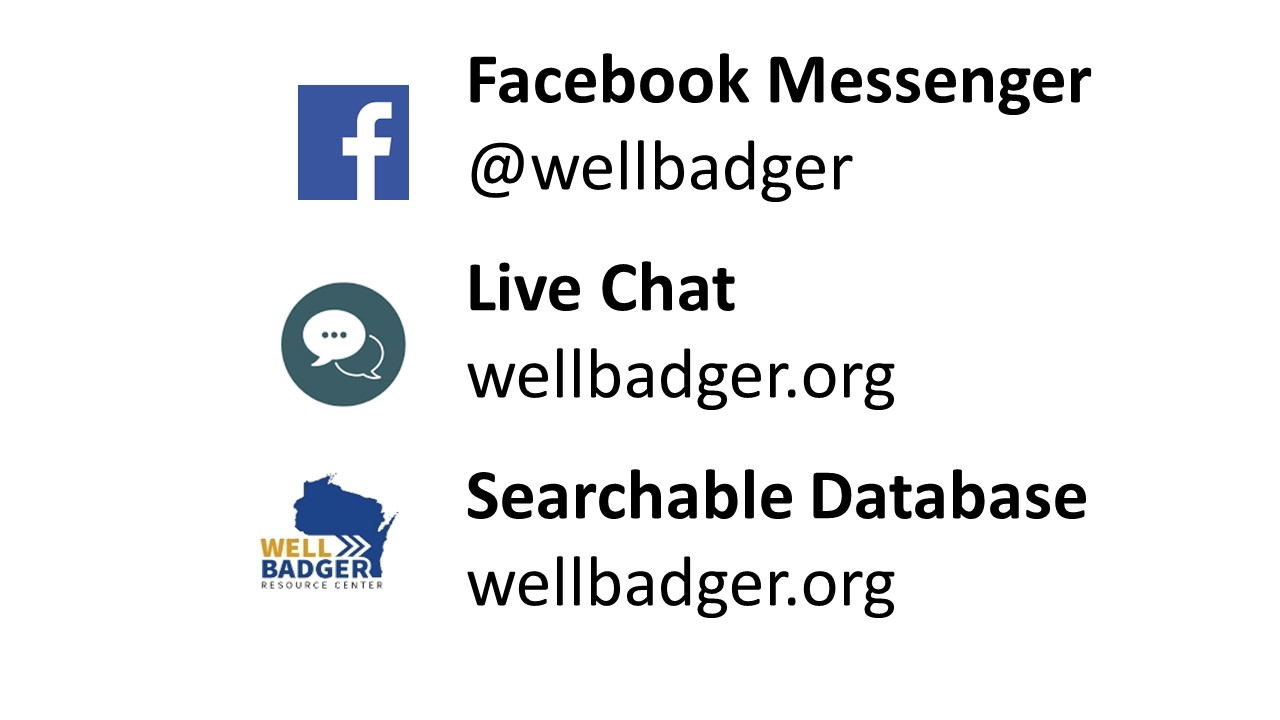 Facebook Messenger
@wellbadger
Live Chat
wellbadger.org
Searchable Database
wellbadger.org
WELL
BADGER
RESOURCE CENTER